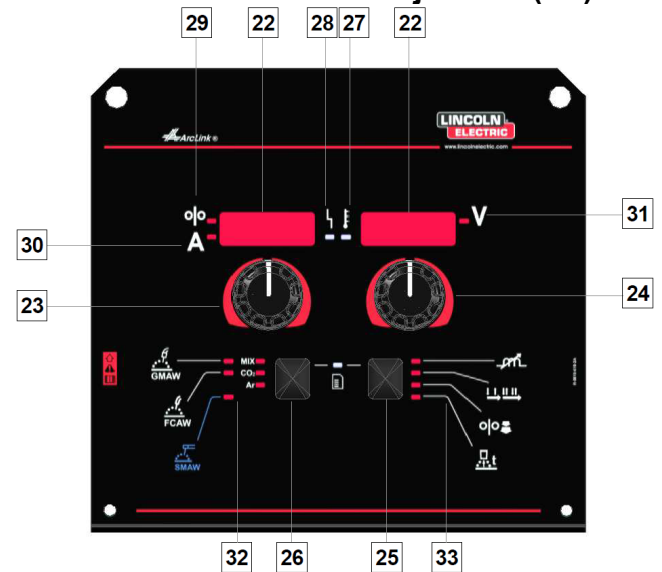 29 22 28 27 22
ArcLink®
LINCOLN®
ELECTRIC
www.lincolnelectric.com
31
V
30
A
23
24
MIX
GMAW
CO₂
Ar
FCAW
SMAW
t
32 26 25 33